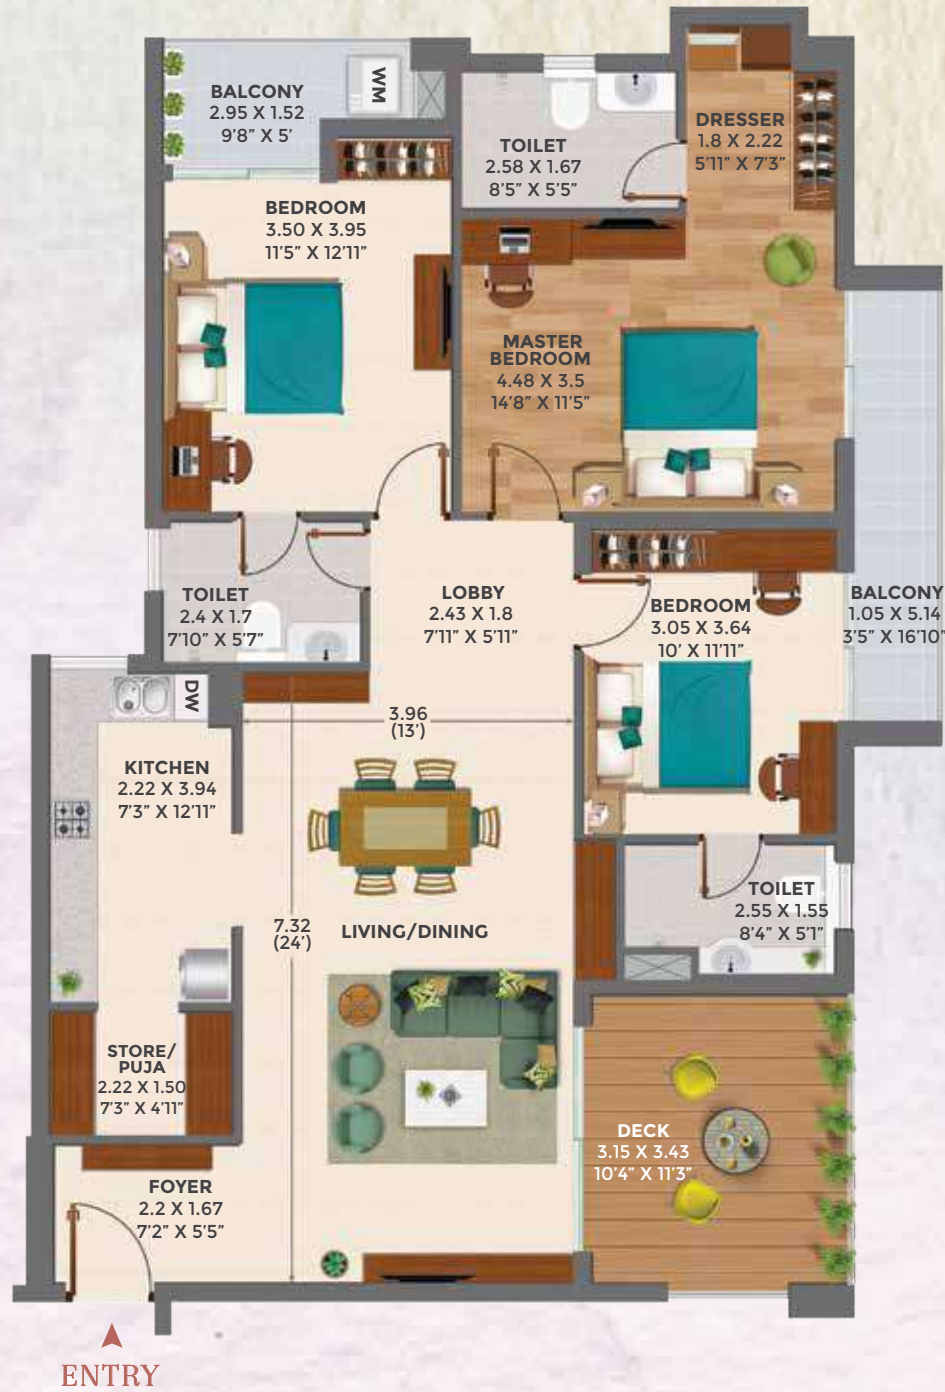 BALCONY
2.95 X 1.52
9'8” X 5'
WM
TOILET
2.58 X 1.67
8'5” X 5'5”
DRESSER
1.8 X 2.22
5'11” X 7'3”
BEDROOM
3.50 X 3.95
11'5” X 12'11”
MASTER
BEDROOM
4.48 X 3.5
14'8” X 11'5”
TOILET
2.4 X 1.7
7'10” X 5'7”
LOBBY
2.43 X 1.8
7'11” X 5'11”
BEDROOM
3.05 X 3.64
10' X 11'11”
BALCONY
1.05 X 5.14
3'5” X 16'10”
DW
3.96
(13')
KITCHEN
2.22 X 3.94
7'3” X 12'11”
7.32
(24')
LIVING/DINING
TOILET
2.55 X 1.55
8'4” X 5'1”
STORE/
PUJA
2.22 X 1.50
7'3” X 4'11”
DECK
3.15 X 3.43
10'4” X 11'3”
FOYER
2.2 X 1.67
7'2” X 5'5”
ENTRY